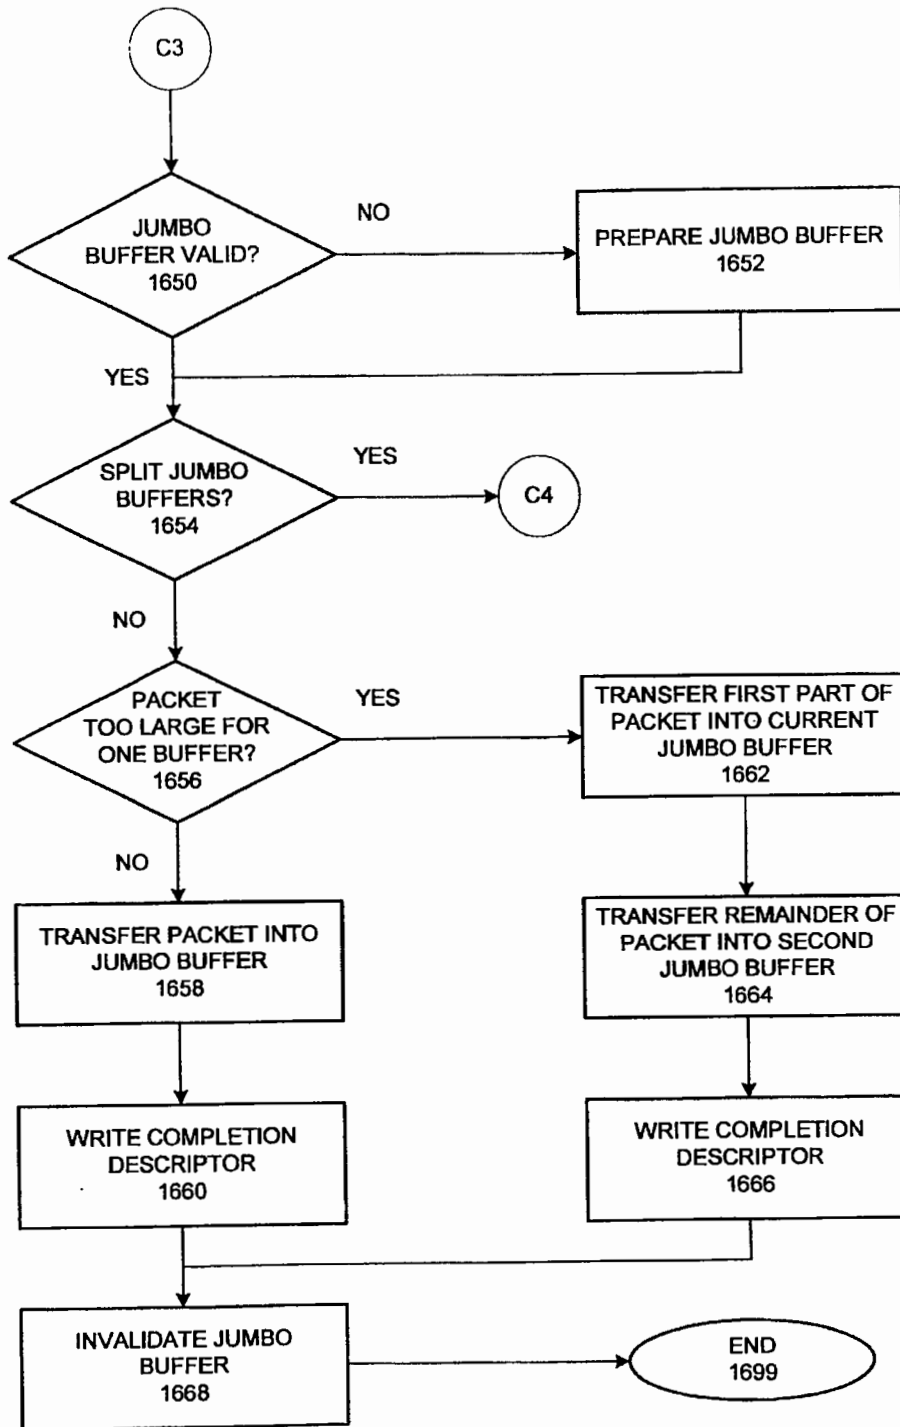 C3
JUMBO
BUFFER VALID?
1650
NO
PREPARE JUMBO BUFFER
1652
YES
SPLIT JUMBO
BUFFERS?
1654
YES
C4
NO
PACKET
TOO LARGE FOR
ONE BUFFER?
1656
YES
TRANSFER FIRST PART OF
PACKET INTO CURRENT
JUMBO BUFFER
1662
NO
TRANSFER PACKET INTO
JUMBO BUFFER
1658
TRANSFER REMAINDER OF
PACKET INTO SECOND
JUMBO BUFFER
1664
WRITE COMPLETION
DESCRIPTOR
1660
WRITE COMPLETION
DESCRIPTOR
1666
INVALIDATE JUMBO
BUFFER
1668
END
1699